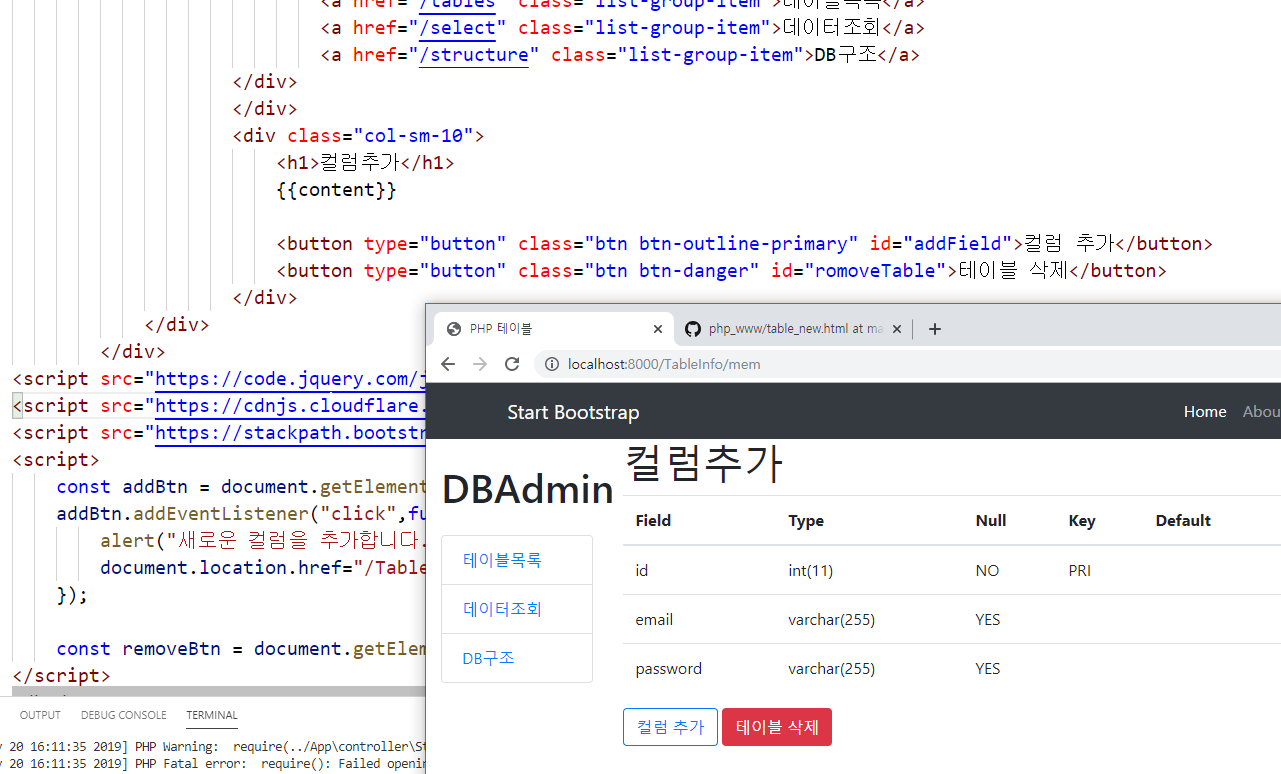 <a href="/tables" class="list-group-item">테이블목록</a>
<a href="/select" class="list-group-item">데이터조회</a>
<a href="/structure" class="list-group-item">DB구조</a>
</div>
</div>
<div class="col-sm-10">
<h1>컬럼추가</h1>
{{content}}
<button type="button" class="btn btn-outline-primary" id="addField">컬럼 추가</button>
<button type="button" class="btn btn-danger" id="romoveTable">테이블 삭제</button>
</div>
</div>
</div>
<script src="https://code.jquery.com/j
<script src="https://cdnjs.cloudflare.
<script src="https://stackpath.bootstr
<script>
const addBtn = document.getElement
addBtn.addEventListener("click",fu
alert("새로운 컬럼을 추가합니다.
document.location.href="/Table
});
const removeBtn = document.getElem
</script>
OUTPUT DEBUG CONSOLE TERMINAL
20 16:11:35 2019] PHP Warning: require(../App\controller\St
20 16:11:35 2019] PHP Fatal error: require(): Failed openin
PHP 테이블
php_www/table_new.html at ma
localhost:8000/TableInfo/mem
Start Bootstrap
Home Abou
DBAdmin
테이블목록
데이터조회
DB구조
컬럼추가
Field Type Null Key Default
id int(11) NO PRI
email varchar(255) YES
password varchar(255) YES
컬럼 추가 테이블 삭제